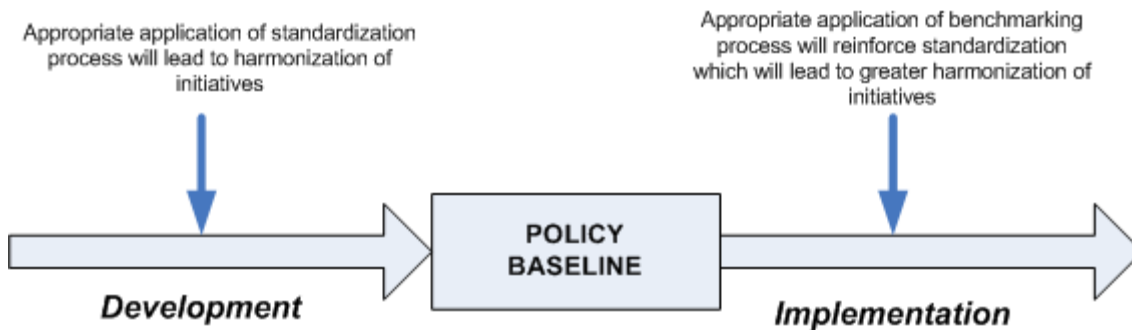 Appropriate application of standardization
process will lead to harmonization of
initiatives
Appropriate application of benchmarking
process will reinforce standardization
which will lead to greater harmonization of
initiatives
POLICY
BASELINE
Development
Implementation